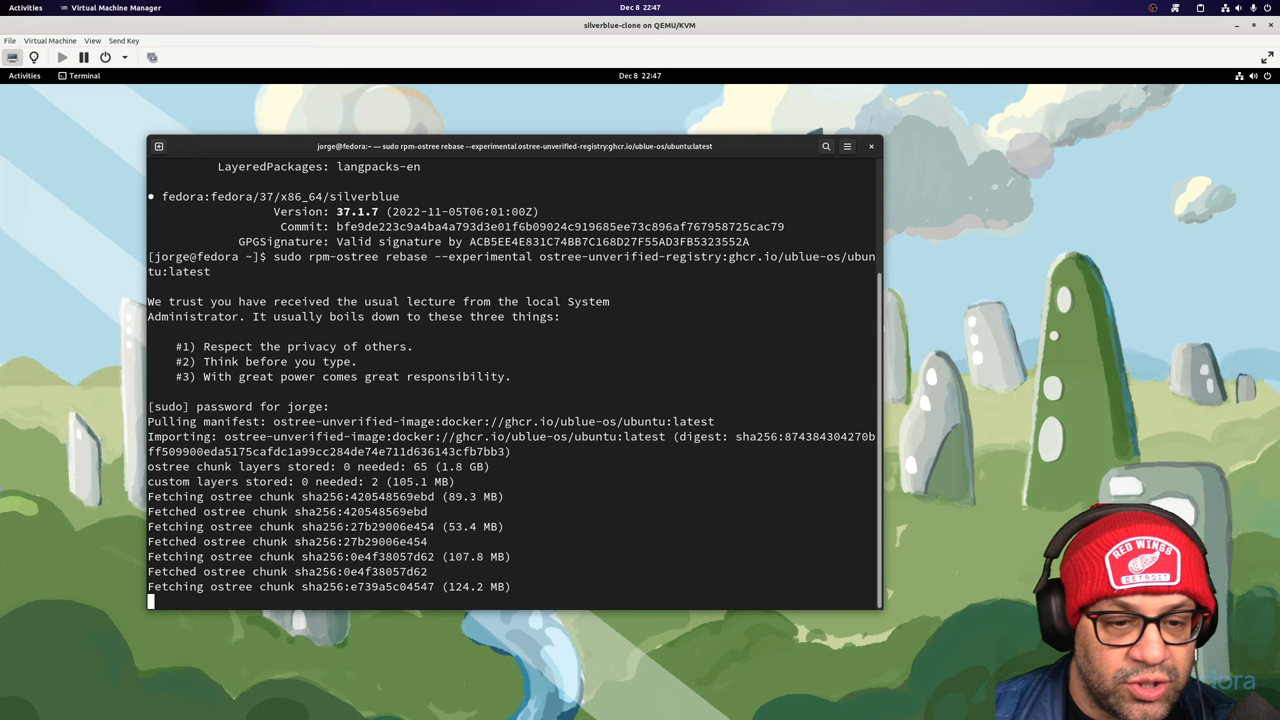 Activities Virtual Machine Manager Dec 8 22:47
silverblue-clone on QEMU/KVM
File Virtual Machine View Send Key
Activities Terminal Dec 8 22:47
jorge@fedora:~ — sudo rpm-ostree rebase --experimental ostree-unverified-registry:ghcr.io/ublue-os/ubuntu:latest
LayeredPackages: langpacks-en
● fedora:fedora/37/x86_64/silverblue
Version: 37.1.7 (2022-11-05T06:01:00Z)
Commit: bfe9de223c9a4ba4a793d3e01f6b09024c919685ee73c896af767958725cac79
GPGSignature: Valid signature by ACB5EE4E831C74BB7C168D27F55AD3FB5323552A
[jorge@fedora ~]$ sudo rpm-ostree rebase --experimental ostree-unverified-registry:ghcr.io/ublue-os/ubun
tu:latest
We trust you have received the usual lecture from the local System
Administrator. It usually boils down to these three things:
#1) Respect the privacy of others.
#2) Think before you type.
#3) With great power comes great responsibility.
[sudo] password for jorge:
Pulling manifest: ostree-unverified-image:docker://ghcr.io/ublue-os/ubuntu:latest
Importing: ostree-unverified-image:docker://ghcr.io/ublue-os/ubuntu:latest (digest: sha256:874384304270b
ff509900eda5175cafdc1a99cc284de74e711d636143cfb7bb3)
ostree chunk layers stored: 0 needed: 65 (1.8 GB)
custom layers stored: 0 needed: 2 (105.1 MB)
Fetching ostree chunk sha256:420548569ebd (89.3 MB)
Fetched ostree chunk sha256:420548569ebd
Fetching ostree chunk sha256:27b29006e454 (53.4 MB)
Fetched ostree chunk sha256:27b29006e454
Fetching ostree chunk sha256:0e4f38057d62 (107.8 MB)
Fetched ostree chunk sha256:0e4f38057d62
Fetching ostree chunk sha256:e739a5c04547 (124.2 MB)
RED WINGS
DETROIT